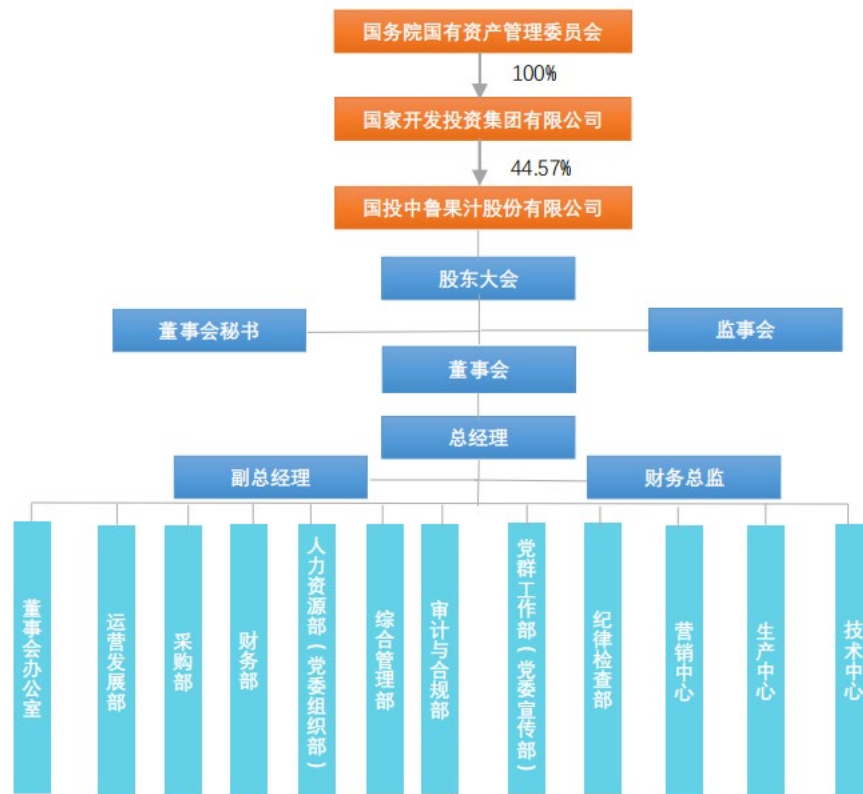 国务院国有资产管理委员会
100%
国家开发投资集团有限公司
44.57%
国投中鲁果汁股份有限公司
股东大会
董事会秘书
监事会
董事会
总经理
副总经理
财务总监
董事会办公室
运营发展部
采购部
财务部
人力资源部(党委组织部)
综合管理部
审计与合规部
党群工作部(党委宣传部)
纪律检查部
营销中心
生产中心
技术中心